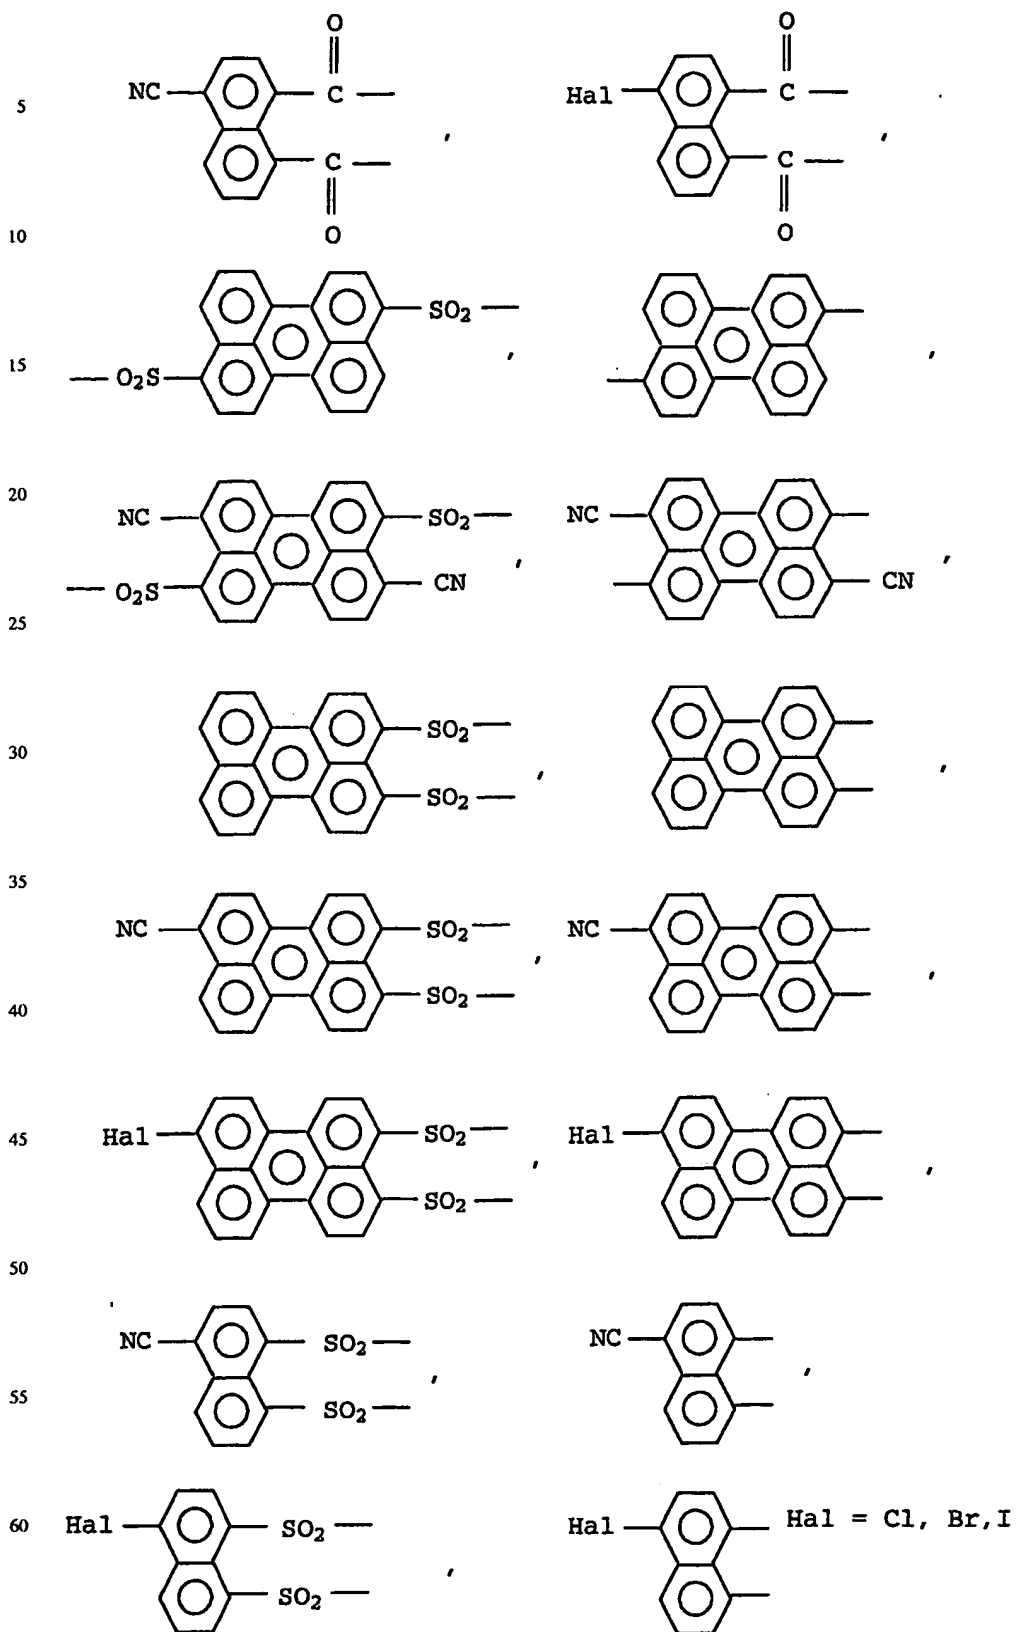 O O
NC C Hal C
5
, ,
C C
10 O O
SO2
15 O2S , ,
20
NC SO2 NC
O2S CN , CN ,
25
SO2
30
SO2 , ,
35
NC SO2 NC
, ,
SO2
40
45 Hal SO2 Hal
, ,
SO2
50
NC SO2 NC
55 SO2 , ,
60 Hal SO2 Hal Hal = Cl, Br, I
SO2 ,